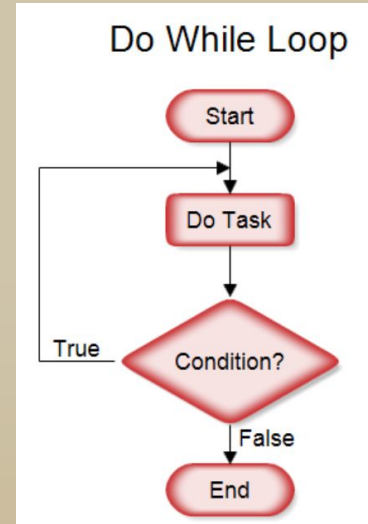 Do While Loop
Start
Do Task
Condition?
True
False
End